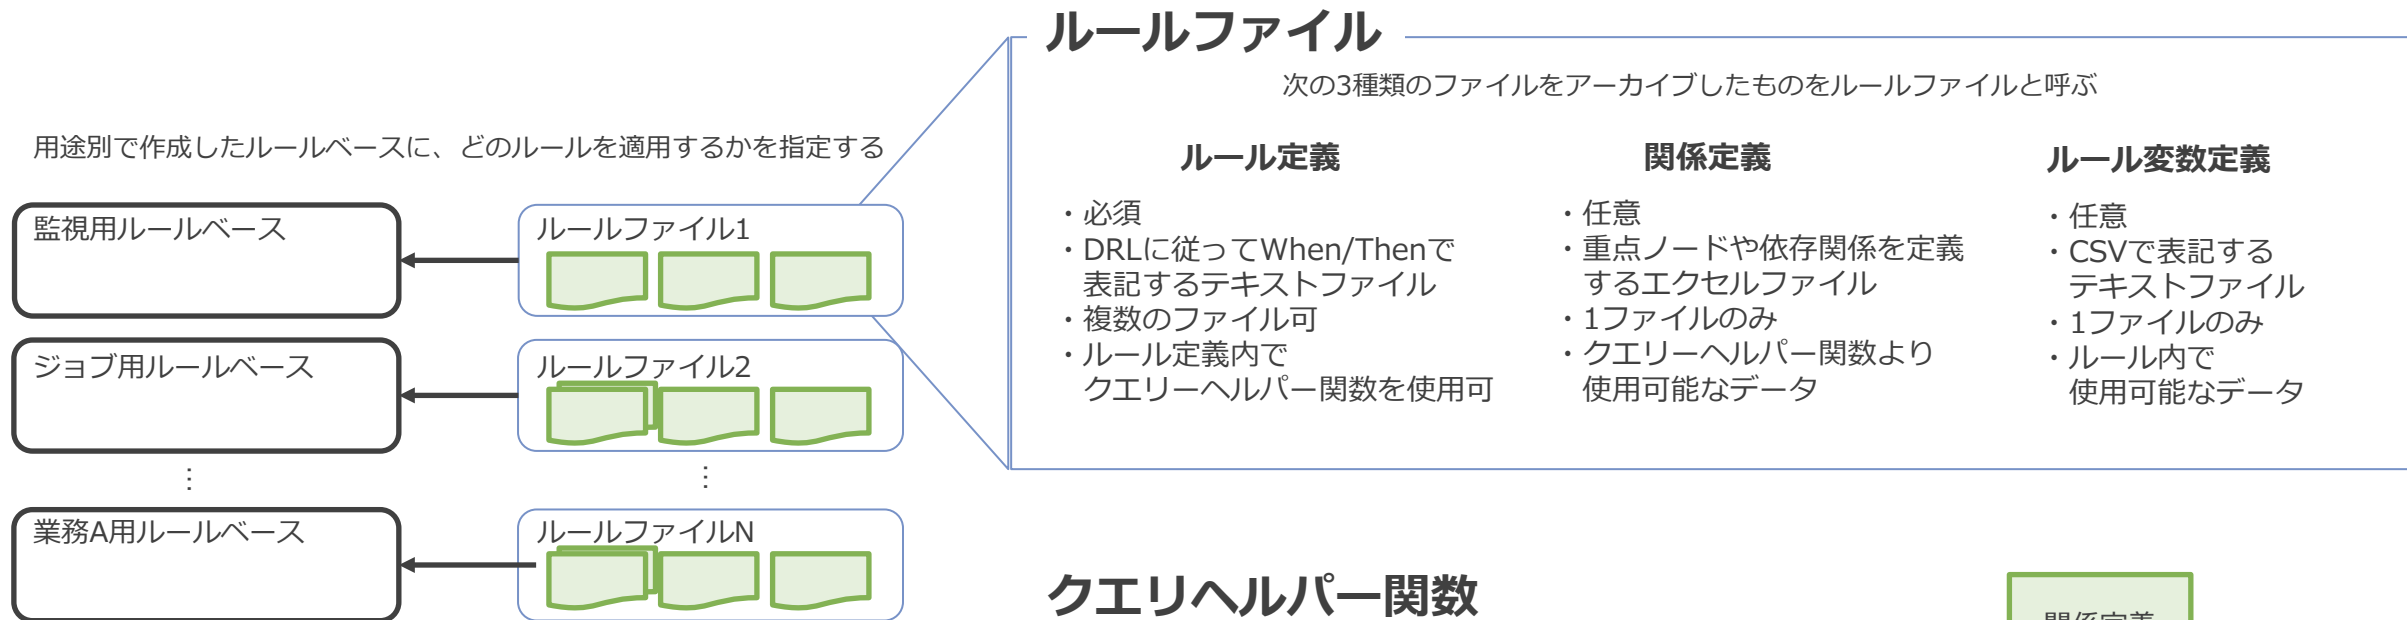 ルールファイル
次の3種類のファイルをアーカイブしたものをルールファイルと呼ぶ
用途別で作成したルールベースに、どのルールを適用するかを指定する
監視用ルールベース
ルールファイル1
ジョブ用ルールベース
ルールファイル2
⋮
⋮
業務A用ルールベース
ルールファイルN
ルール定義
・必須
・DRLに従ってWhen/Thenで
表記するテキストファイル
・複数のファイル可
・ルール定義内で
クエリーヘルパー関数を使用可
関係定義
・任意
・重点ノードや依存関係を定義
するエクセルファイル
・1ファイルのみ
・クエリーヘルパー関数より
使用可能なデータ
ルール変数定義
・任意
・CSVで表記する
テキストファイル
・1ファイルのみ
・ルール内で
使用可能なデータ
クエリヘルパー関数
関係定義